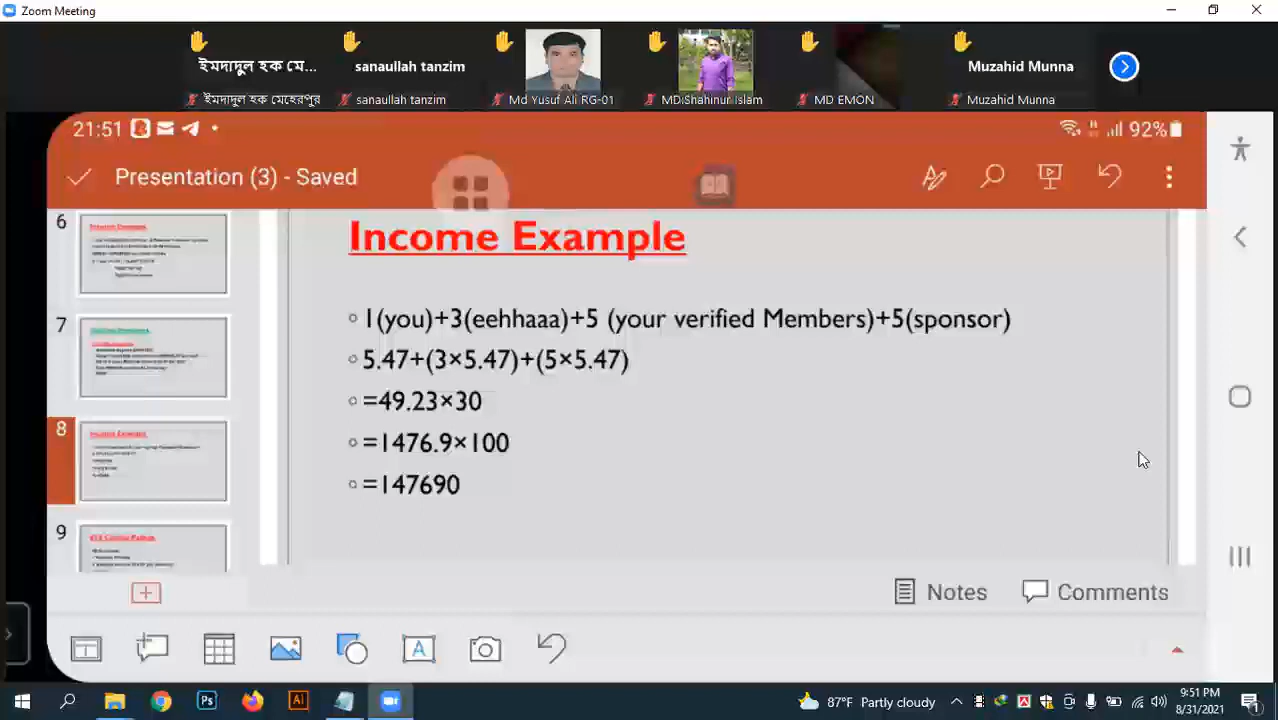 Zoom Meeting
ইমদাদুল হক মে...
sanaullah tanzim
Muzahid Munna
ইমদাদুল হক মেহেরপুর
sanaullah tanzim
Md Yusuf Ali RG-01
MD:Shahinur Islam
MD EMON
Muzahid Munna
21:51
92%
Presentation (3) - Saved
6
7
8
9
Income Example
1(you)+3(eehhaaa)+5 (your verified Members)+5(sponsor)
5.47+(3×5.47)+(5×5.47)
=49.23×30
=1476.9×100
=147690
Notes
Comments
87°F Partly cloudy
9:51 PM
8/31/2021